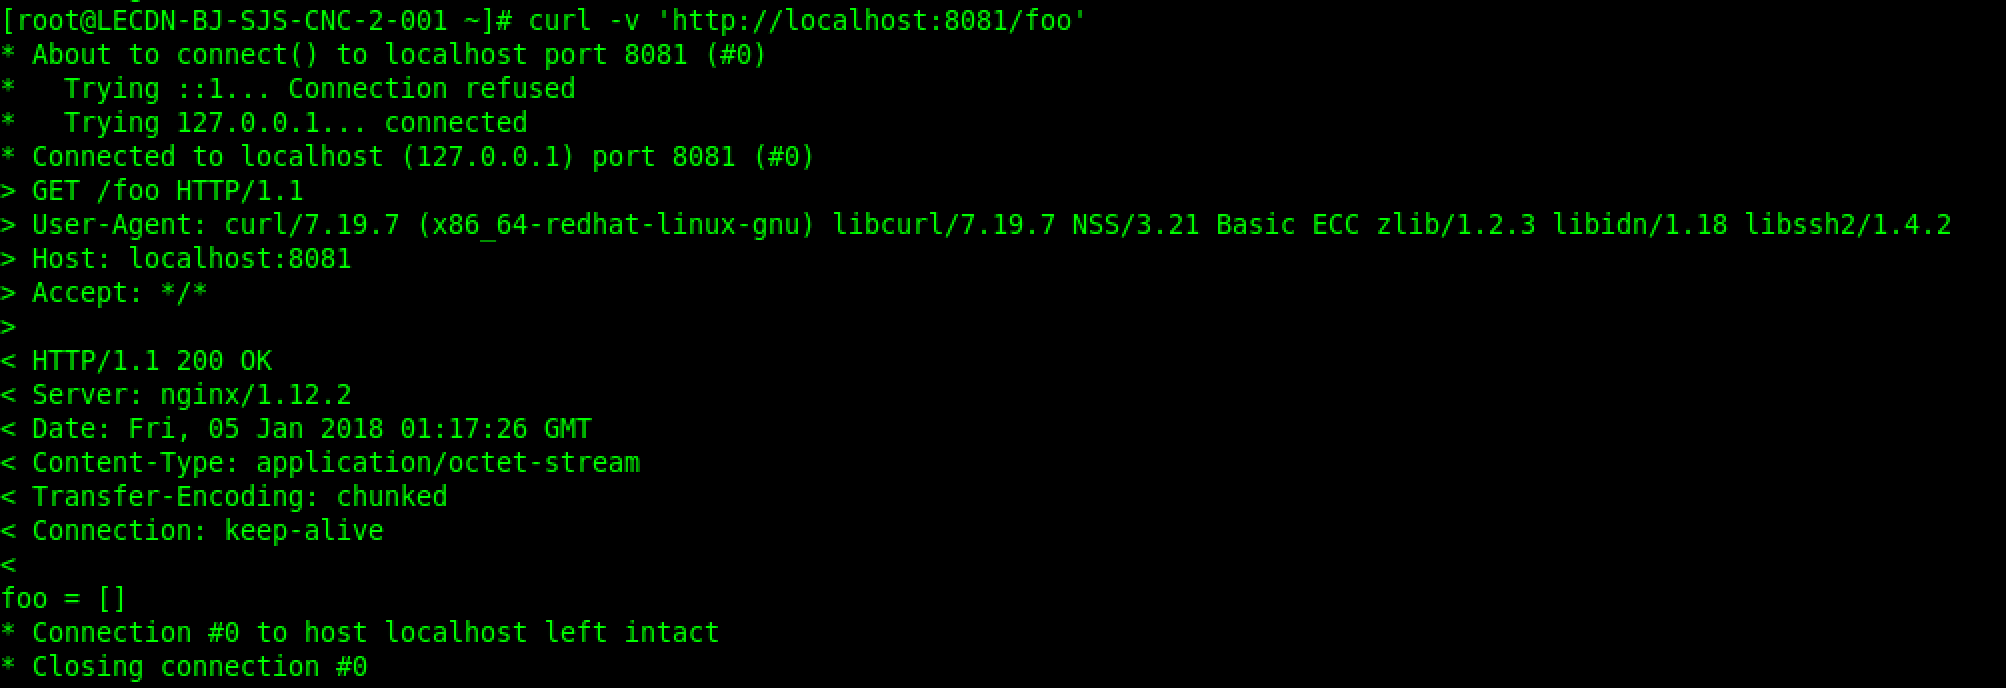 [root@LECDN-BJ-SJS-CNC-2-001 ~]# curl -v 'http://localhost:8081/foo'
* About to connect() to localhost port 8081 (#0)
*   Trying ::1... Connection refused
*   Trying 127.0.0.1... connected
* Connected to localhost (127.0.0.1) port 8081 (#0)
> GET /foo HTTP/1.1
> User-Agent: curl/7.19.7 (x86_64-redhat-linux-gnu) libcurl/7.19.7 NSS/3.21 Basic ECC zlib/1.2.3 libidn/1.18 libssh2/1.4.2
> Host: localhost:8081
> Accept: */*
>
< HTTP/1.1 200 OK
< Server: nginx/1.12.2
< Date: Fri, 05 Jan 2018 01:17:26 GMT
< Content-Type: application/octet-stream
< Transfer-Encoding: chunked
< Connection: keep-alive
<
foo = []
* Connection #0 to host localhost left intact
* Closing connection #0